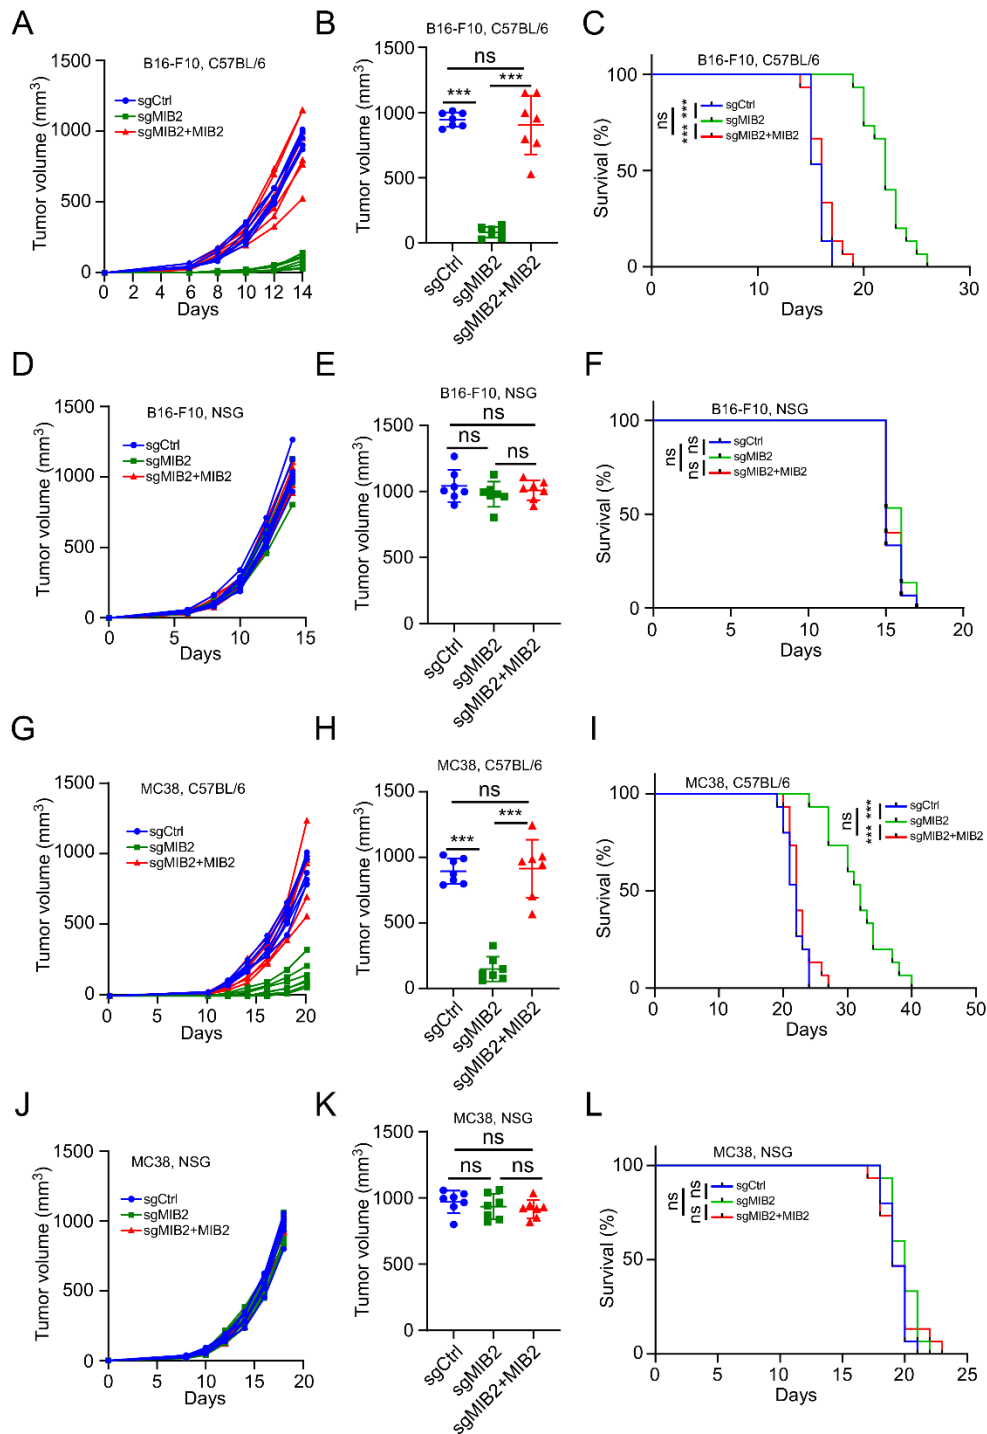 A
B16-F10, C57BL/6
sgCtrl
sgMIB2
sgMIB2+MIB2
Tumor volume (mm3)
1500
1000
500
0
0 2 4 6 8 10 12 14
Days
B
B16-F10, C57BL/6
ns
*** ***
Tumor volume (mm3)
1500
1000
500
0
sgCtrl
sgMIB2
sgMIB2+MIB2
C
B16-F10, C57BL/6
ns
*** ***
sgCtrl
sgMIB2
sgMIB2+MIB2
Survival (%)
100
50
0
0 10 20 30
Days
D
1500
1000
500
0
Tumor volume (mm3)
B16-F10, NSG
sgCtrl
sgMIB2
sgMIB2+MIB2
0 5 10 15
Days
E
B16-F10, NSG
ns
ns
ns
Tumor volume (mm3)
1500
1000
500
0
sgCtrl
sgMIB2
sgMIB2+MIB2
F
B16-F10, NSG
ns
ns ns
sgCtrl
sgMIB2
sgMIB2+MIB2
Survival (%)
100
50
0
0 5 10 15 20
Days
G
MC38, C57BL/6
sgCtrl
sgMIB2
sgMIB2+MIB2
Tumor volume (mm3)
1500
1000
500
0
0 5 10 15 20
Days
H
MC38, C57BL/6
ns
*** ***
Tumor volume (mm3)
1500
1000
500
0
sgCtrl
sgMIB2
sgMIB2+MIB2
I
MC38, C57BL/6
ns
*** ***
sgCtrl
sgMIB2
sgMIB2+MIB2
Survival (%)
100
50
0
0 10 20 30 40 50
Days
J
MC38, NSG
sgCtrl
sgMIB2
sgMIB2+MIB2
Tumor volume (mm3)
1500
1000
500
0
0 5 10 15 20
Days
K
MC38, NSG
ns
ns ns
Tumor volume (mm3)
1500
1000
500
0
sgCtrl
sgMIB2
sgMIB2+MIB2
L
MC38, NSG
ns
ns ns
sgCtrl
sgMIB2
sgMIB2+MIB2
Survival (%)
100
50
0
0 5 10 15 20 25
Days